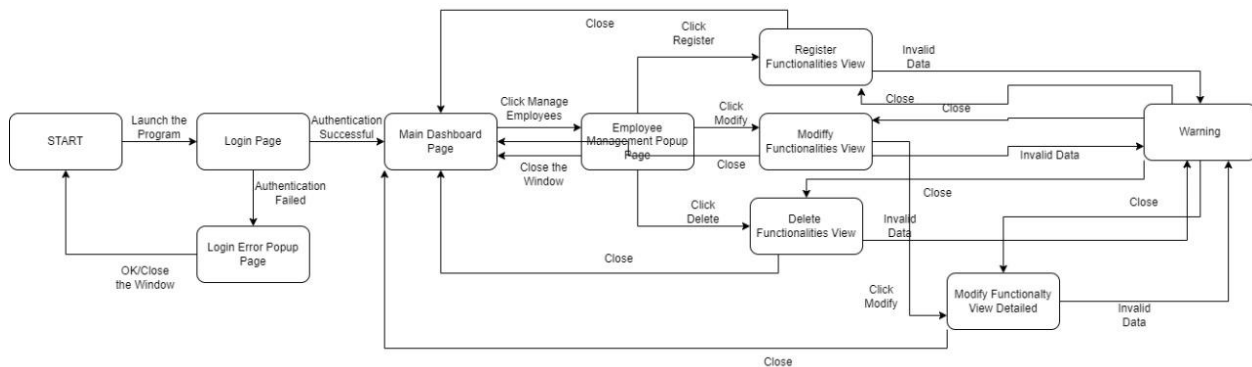 Close
Click
Register
Register
Functionalities View
Invalid
Data
START
Launch the
Program
Login Page
Authentication
Successful
Main Dashboard
Page
Click Manage
Employees
Employee
Management Popup
Page
Click
Modify
Modiffy
Functionalities View
Close
Close
Warning
Close the
Window
Close
Invalid Data
Authentication
Failed
Login Error Popup
Page
OK/Close
the Window
Click
Delete
Delete
Functionalities View
Close
Invalid
Data
Close
Close
Click
Modify
Modify Functionalty
View Detailed
Invalid
Data
Close